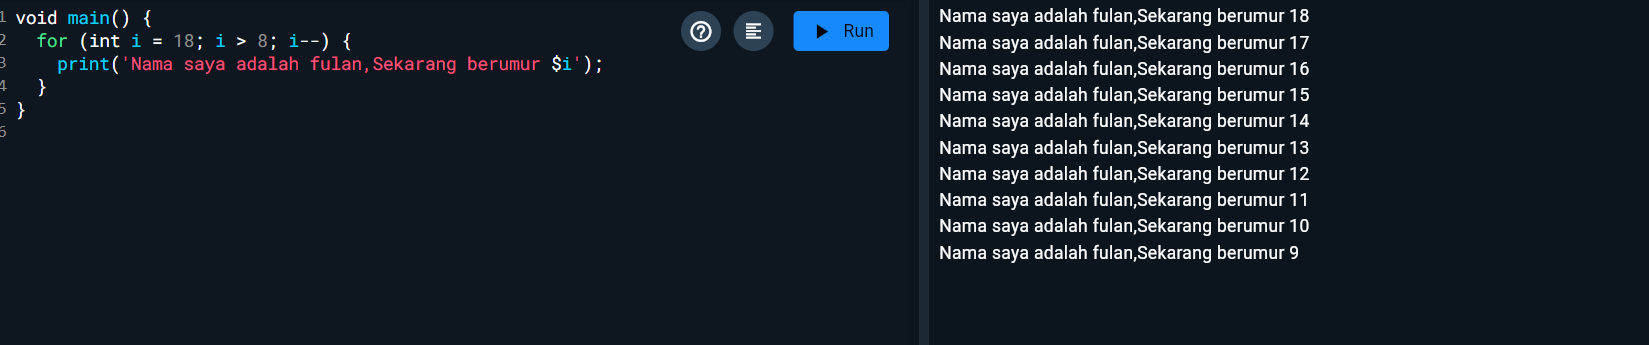 1 void main() {
2 for (int i = 18; i > 8; i--) {
3 print('Nama saya adalah fulan,Sekarang berumur $i');
4 }
5 }
6
Run
Nama saya adalah fulan,Sekarang berumur 18
Nama saya adalah fulan,Sekarang berumur 17
Nama saya adalah fulan,Sekarang berumur 16
Nama saya adalah fulan,Sekarang berumur 15
Nama saya adalah fulan,Sekarang berumur 14
Nama saya adalah fulan,Sekarang berumur 13
Nama saya adalah fulan,Sekarang berumur 12
Nama saya adalah fulan,Sekarang berumur 11
Nama saya adalah fulan,Sekarang berumur 10
Nama saya adalah fulan,Sekarang berumur 9